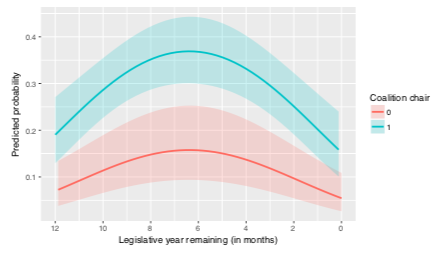 0.4
0.3
0.2
0.1
Predicted probability
12 10 8 6 4 2 0
Legislative year remaining (in months)
Coalition chair
0
1